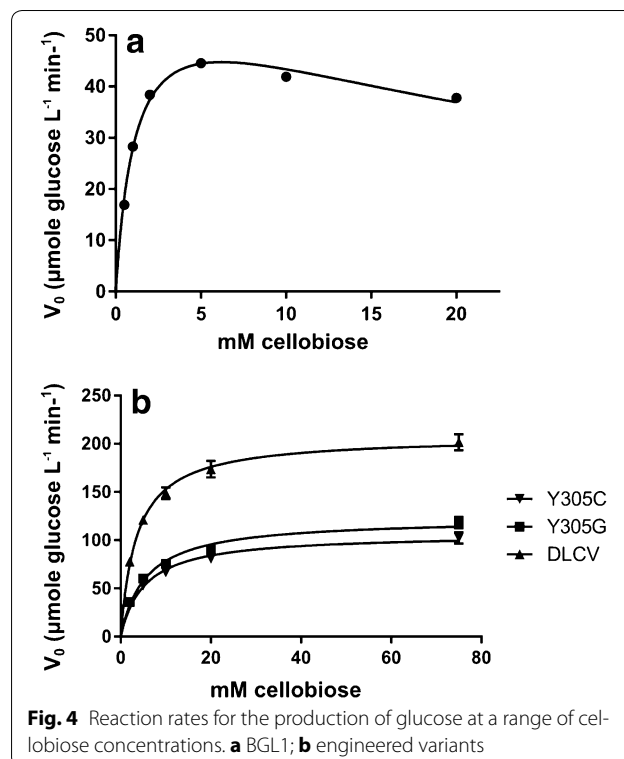 a
50
40
30
20
10
0
V₀ (µmole glucose L⁻¹ min-¹)
0 5 10 15 20
mM cellobiose
b
250
200
150
100
50
0
V₀ (µmole glucose L⁻¹ min-¹)
0 20 40 60 80
mM cellobiose
Y305C
Y305G
DLCV
Fig. 4 Reaction rates for the production of glucose at a range of cel-
lobiose concentrations. a BGL1; b engineered variants